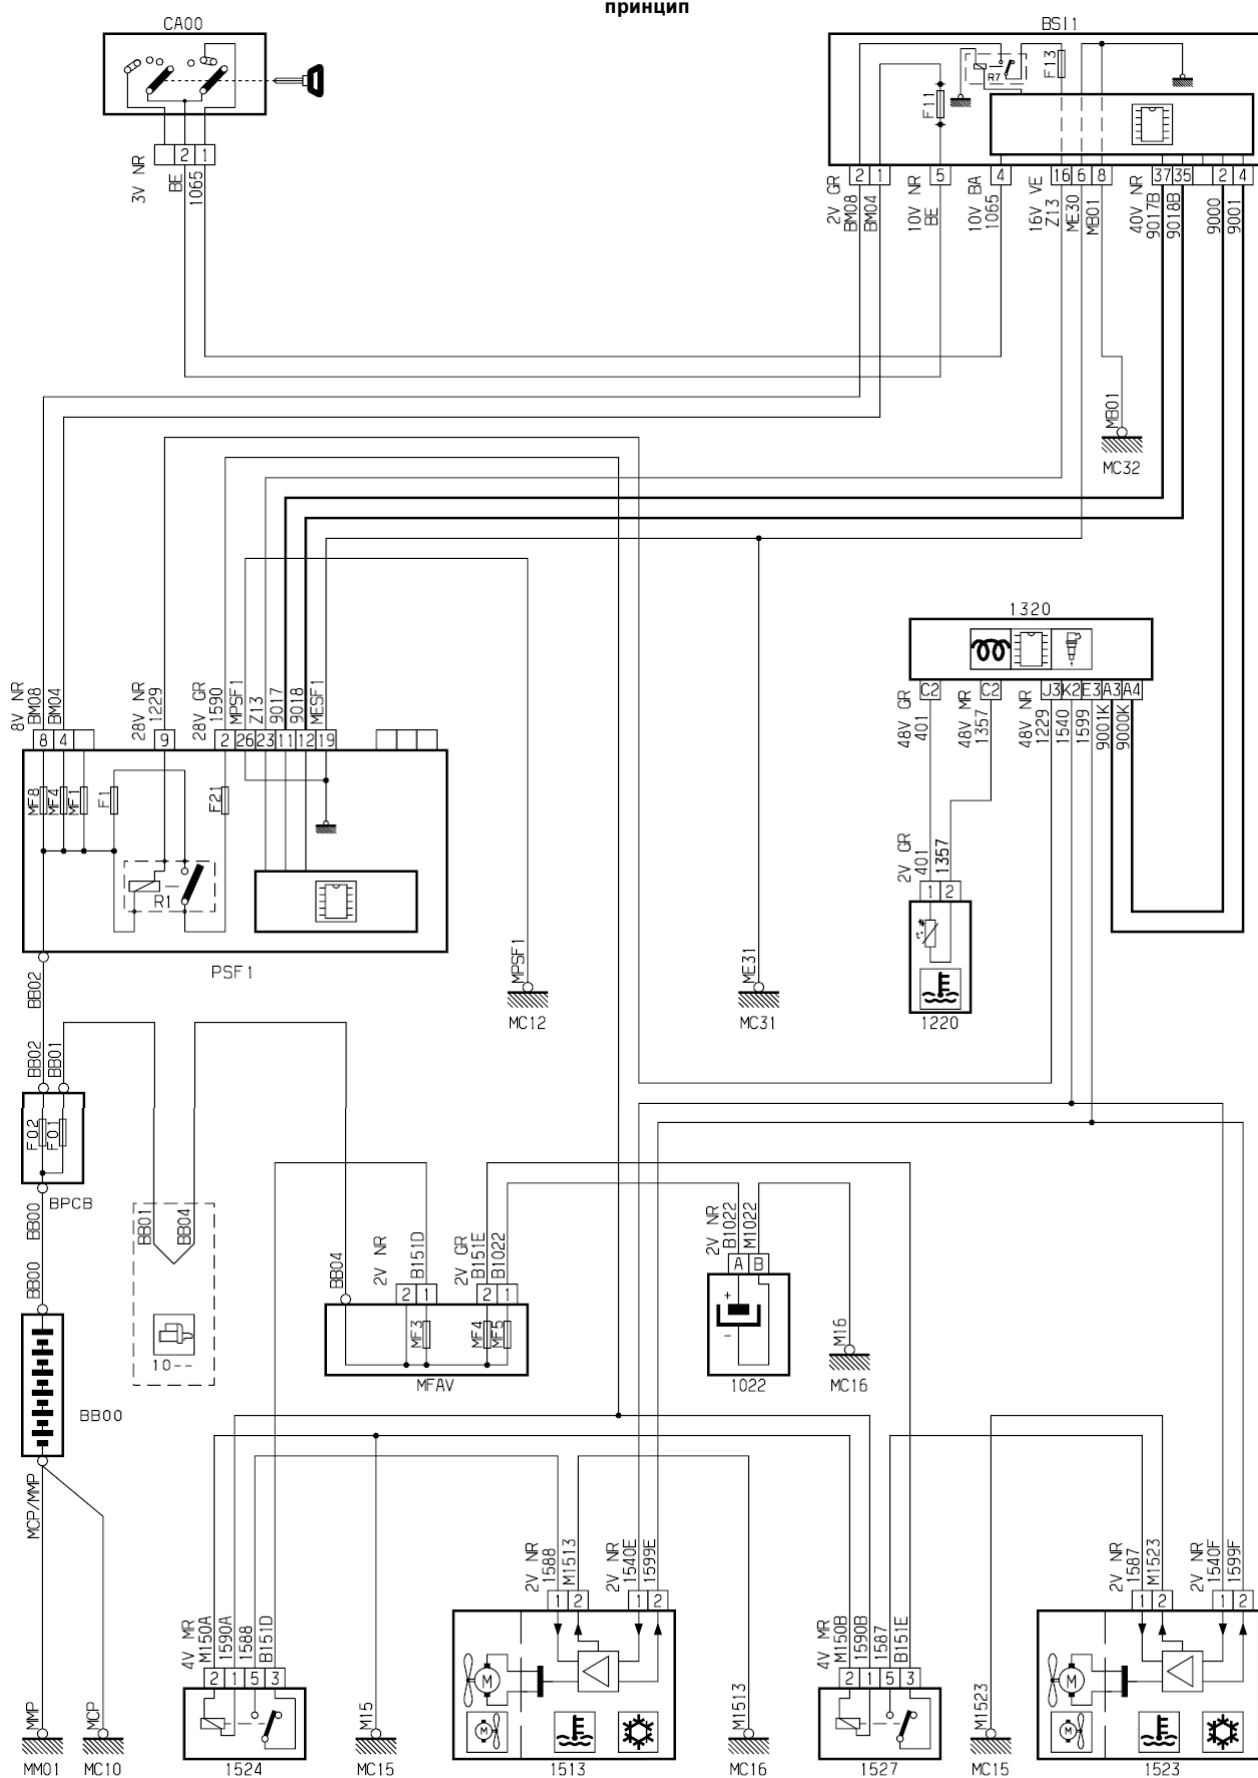 принцип
CA00
BSI1
R7
F13
F11
2 1
3V NR
BE
1065
2 1 5 4 16 6 8 37 35 2 4
2V GR
BM08
BM04
10V NR
BE
10V BA
1065
16V VE
Z13
ME30
MB01
40V NR
9017B
9018B
9000
9001
MB01
MC32
1320
C2 C2 J3 K2 E3 A3 A4
48V GR
401
48V MR
1357
48V NR
1229
1540
1599
9001K
9000K
8V NR
BM08
BM04
28V NR
1229
28V GR
1590
MPSF1
Z13
9017
9018
MESF1
8 4 9 2 26 23 11 12 19
MF8
MF4
MF1
F1
F21
R1
PSF1
2V GR
401
1357
1 2
t°
1220
MPSF1
MC12
ME31
MC31
BB02
BB02
BB01
F02
F01
BPCB
BB00
BB00
BB01
BB04
10--
BB04
2V NR
B151D
2V GR
B151E
B1022
2 1 2 1
MF3
MF4
MF5
MFAV
2V NR
B1022
M1022
A B
+
-
1022
M16
MC16
BB00
MCP/MMP
MMP
MM01
MCP
MC10
4V MR
M150A
1590A
1588
B151D
2 1 5 3
1524
M15
MC15
2V NR
1588
M1513
2V NR
1540E
1599E
1 2 1 2
M
M
1513
M1513
MC16
4V MR
M150B
1590B
1587
B151E
2 1 5 3
1527
M1523
MC15
2V NR
1587
M1523
2V NR
1540F
1599F
1 2 1 2
M
M
1523